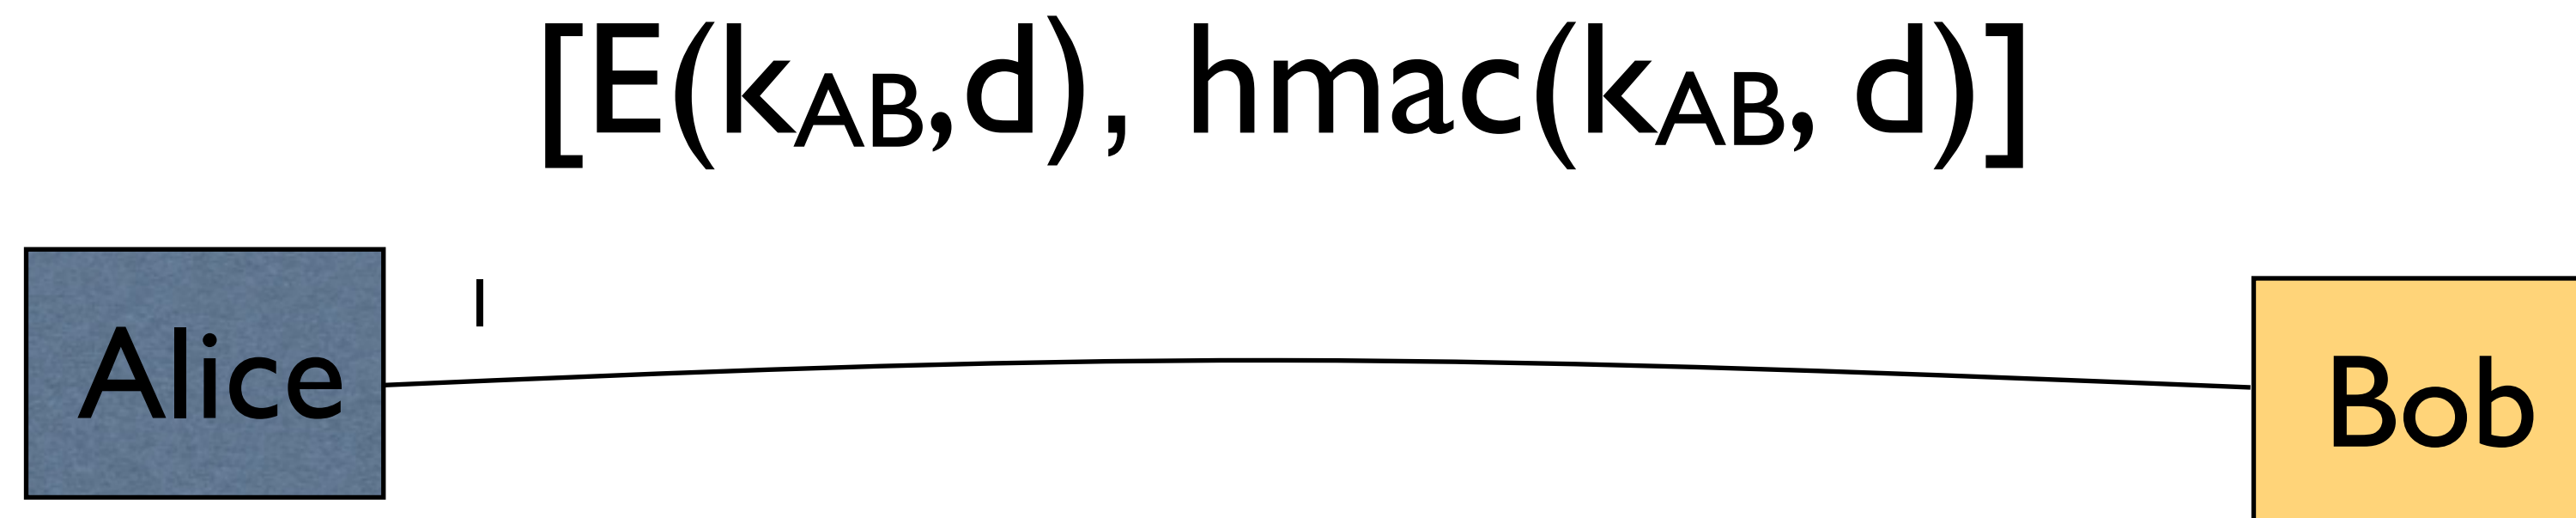 [E(kAB,d), hmac(kAB, d)]
Alice
Bob